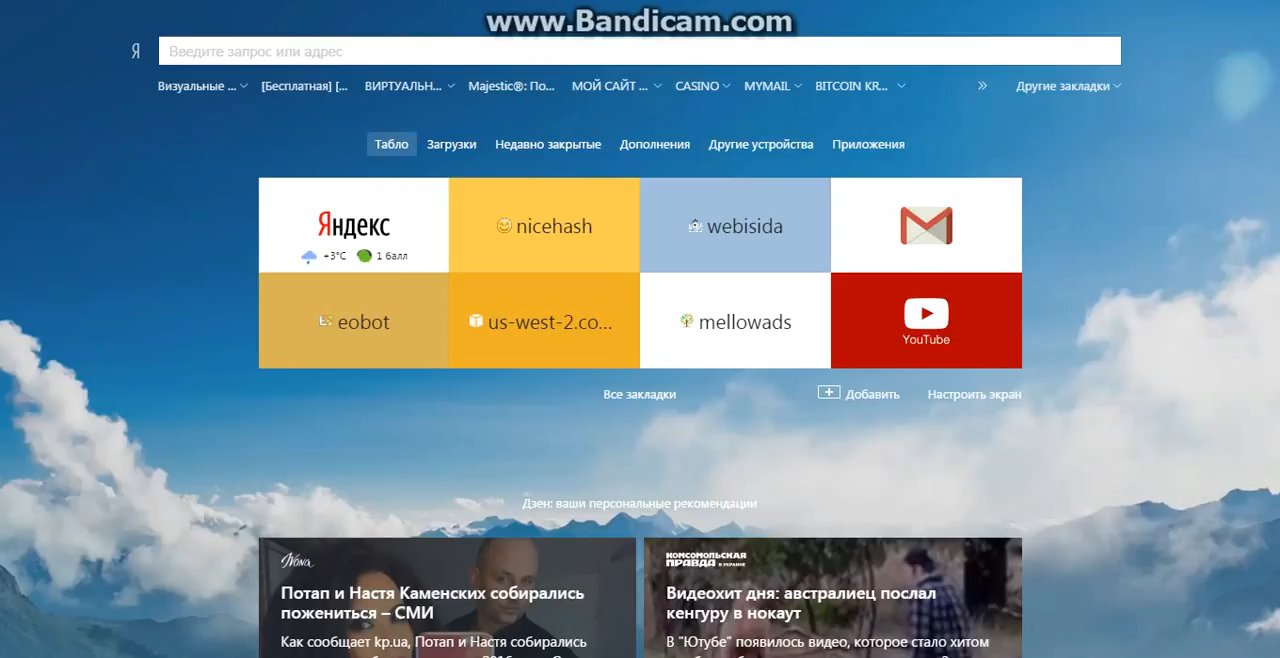 www.Bandicam.com
Я Введите запрос или адрес
Визуальные ... [Бесплатная] [... ВИРТУАЛЬН... Majestic®: По... МОЙ САЙТ ... CASINO MYMAIL BITCOIN KR... » Другие закладки
Табло Загрузки Недавно закрытые Дополнения Другие устройства Приложения
Яндекс
+3°C 1 балл
nicehash
webisida
eobot
us-west-2.co...
mellowads
YouTube
Все закладки Добавить Настроить экран
Дзен: ваши персональные рекомендации
Wona
Потап и Настя Каменских собирались
пожениться – СМИ
Как сообщает kp.ua, Потап и Настя собирались
КОМСОМОЛЬСКАЯ
ПРАВДА В УКРАИНЕ
Видеохит дня: австралиец послал
кенгуру в нокаут
В "Ютубе" появилось видео, которое стало хитом